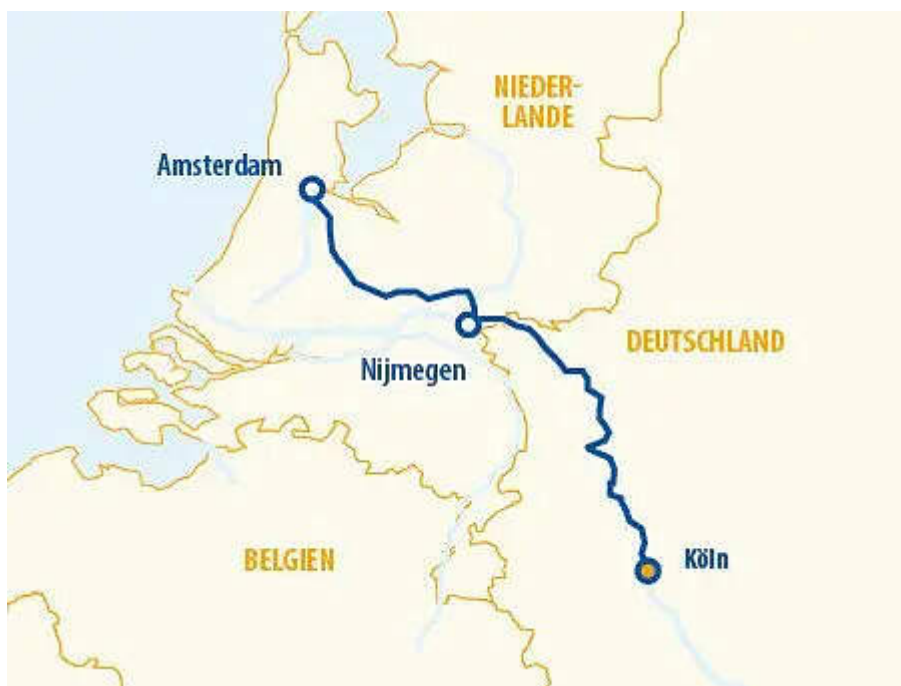 NIEDER-
LANDE
Amsterdam
DEUTSCHLAND
Nijmegen
BELGIEN
Köln